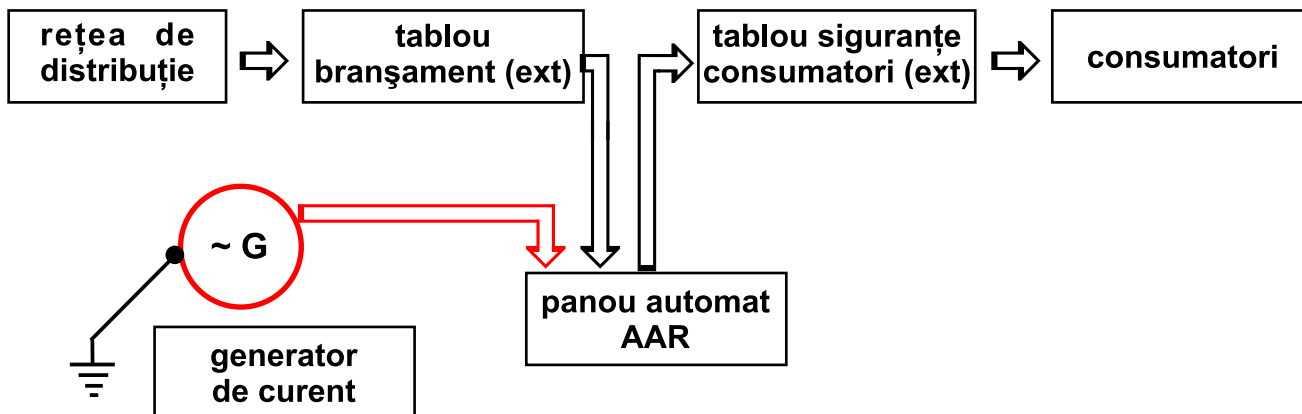 rețea de
distribuție
tablou
branşament (ext)
tablou siguranțe
consumatori (ext)
consumatori
~ G
panou automat
AAR
generator
de curent